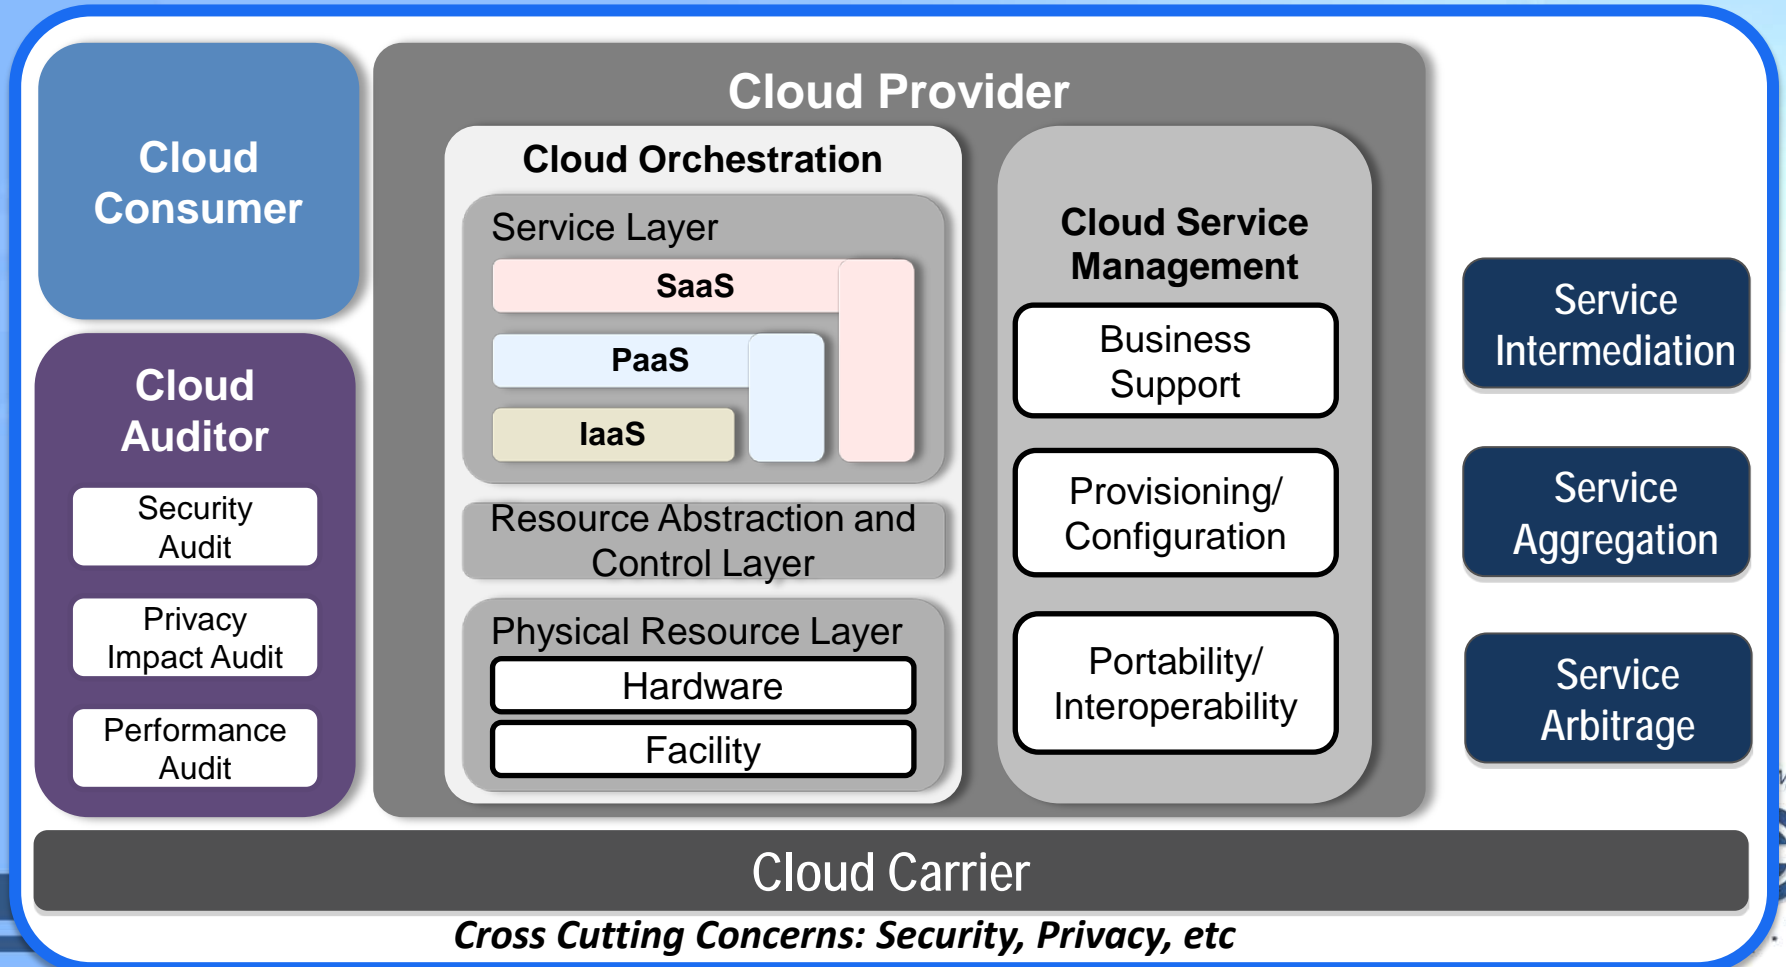 Cloud
Consumer
Cloud
Auditor
Security
Audit
Privacy
Impact Audit
Performance
Audit
Cloud Provider
Cloud Orchestration
Service Layer
SaaS
PaaS
IaaS
Resource Abstraction and
Control Layer
Physical Resource Layer
Hardware
Facility
Cloud Service
Management
Business
Support
Provisioning/
Configuration
Portability/
Interoperability
Service
Intermediation
Service
Aggregation
Service
Arbitrage
Cloud Carrier
Cross Cutting Concerns: Security, Privacy, etc